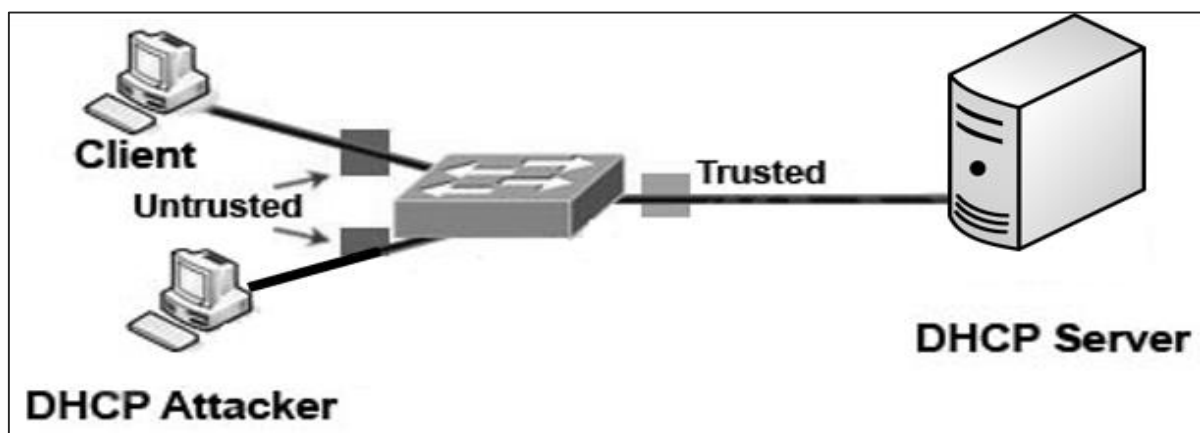 Client
Trusted
Untrusted
DHCP Server
DHCP Attacker